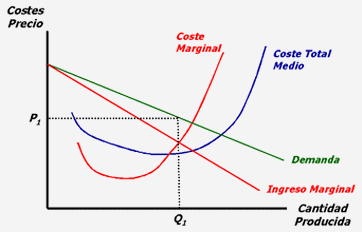 Costes
Precio
Coste
Marginal
Coste Total
Medio
P1
Demanda
Ingreso Marginal
Cantidad
Producida
Q1